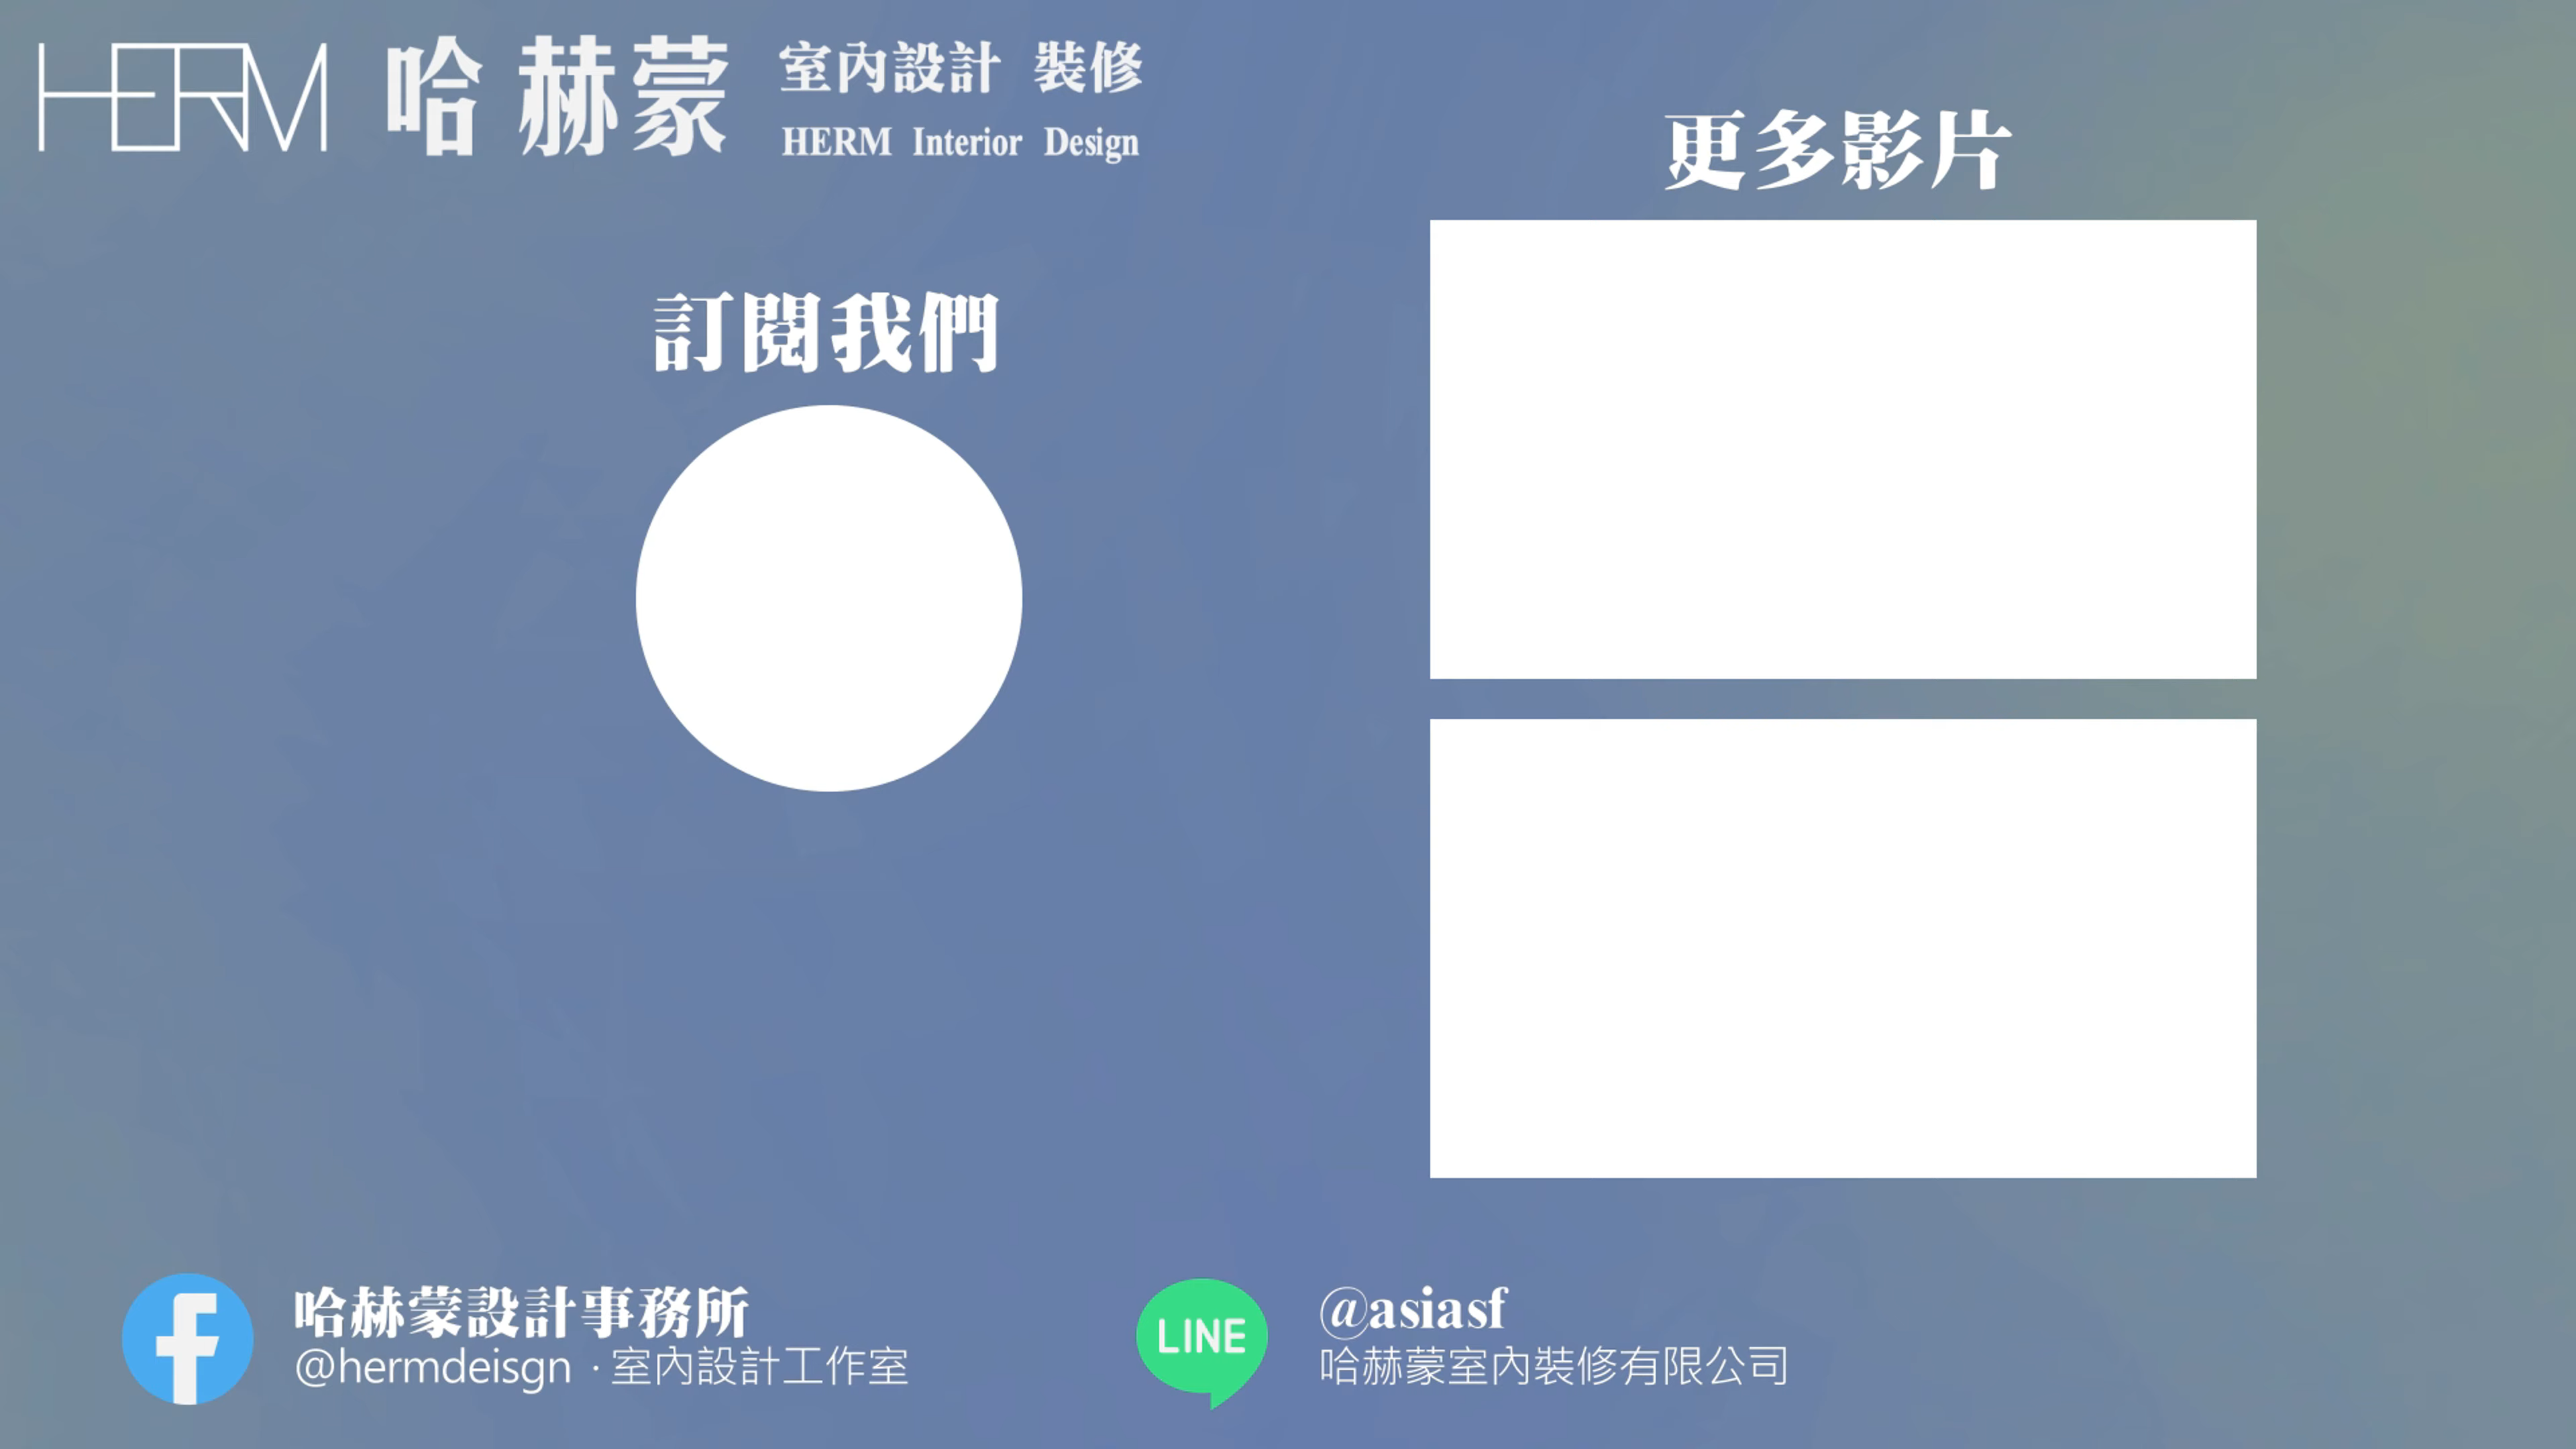 HERM 哈赫蒙
室內設計 裝修
HERM Interior Design
更多影片
訂閱我們
哈赫蒙設計事務所
@hermdeisgn · 室內設計工作室
LINE
@asiasf
哈赫蒙室內裝修有限公司